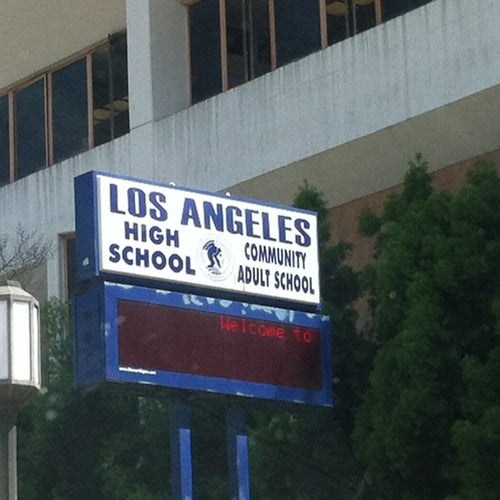 LOS ANGELES
HIGH SCHOOL
COMMUNITY ADULT SCHOOL
Welcome to